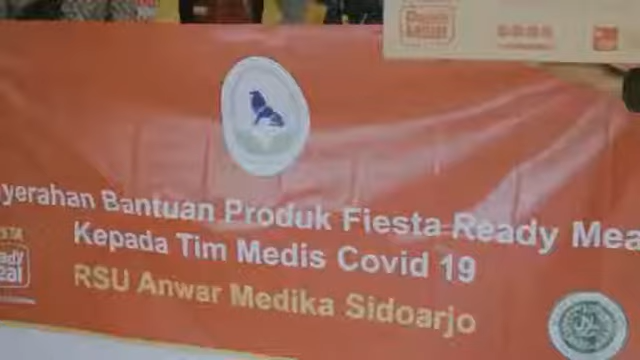 yerahan Bantuan Produk Fiesta Ready Mea
Kepada Tim Medis Covid 19
RSU Anwar Medika Sidoarjo